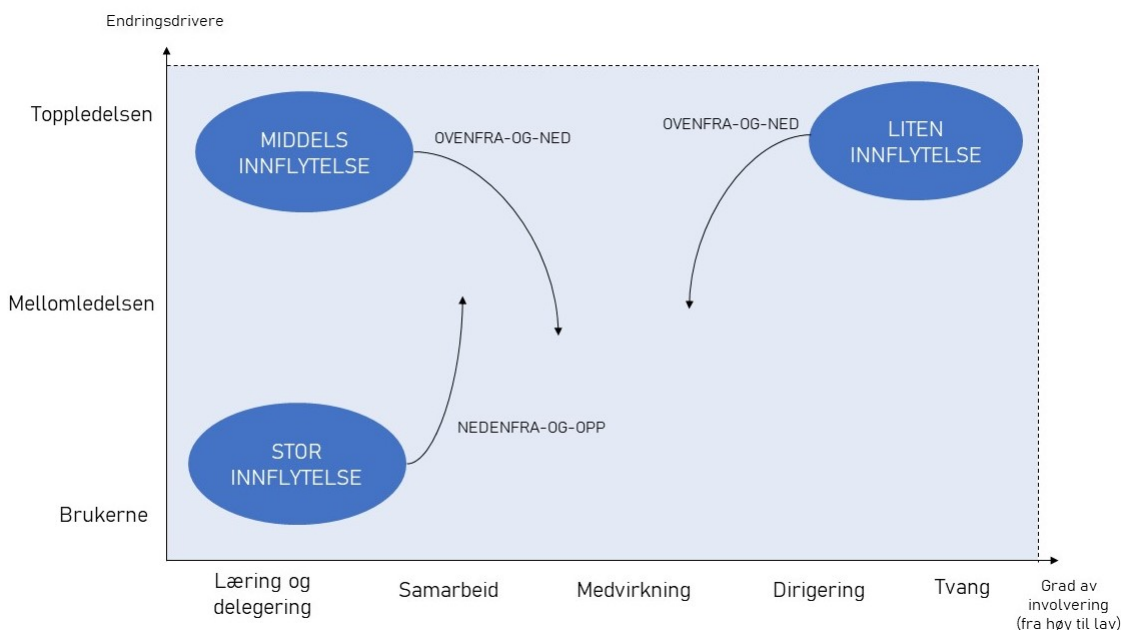 Endringsdrivere
Toppledelsen
MIDDELS
INNFLYTELSE
OVENFRA-OG-NED
OVENFRA-OG-NED
LITEN
INNFLYTELSE
Mellomledelsen
STOR
INNFLYTELSE
NEDENFRA-OG-OPP
Brukerne
Læring og
delegering
Samarbeid
Medvirkning
Dirigering
Tvang
Grad av
involvering
(fra høy til lav)